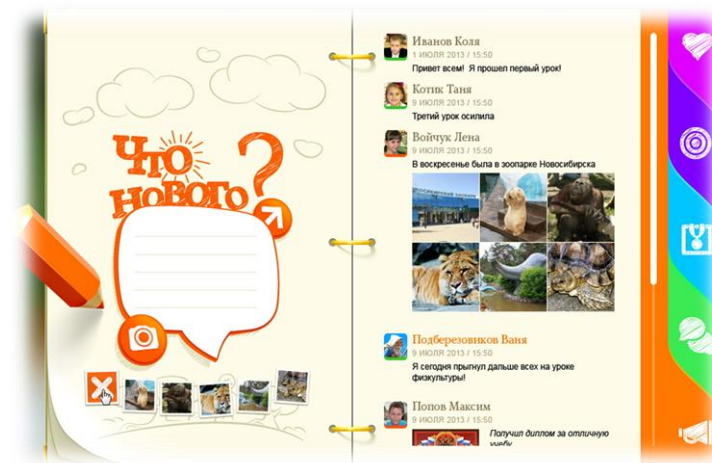 Что
нового?
Иванов Коля
1 ИЮЛЯ 2013 / 15:50
Привет всем! Я прошел первый урок!
Котик Таня
9 ИЮЛЯ 2013 / 15:50
Третий урок осилила
Войчук Лена
9 ИЮЛЯ 2013 / 15:50
В воскресенье была в зоопарке Новосибирска
Подберезовиков Ваня
9 ИЮЛЯ 2013 / 15:50
Я сегодня прыгнул дальше всех на уроке
физкультуры!
Попов Максим
9 ИЮЛЯ 2013 / 15:50
Получил диплом за отличную
учебу